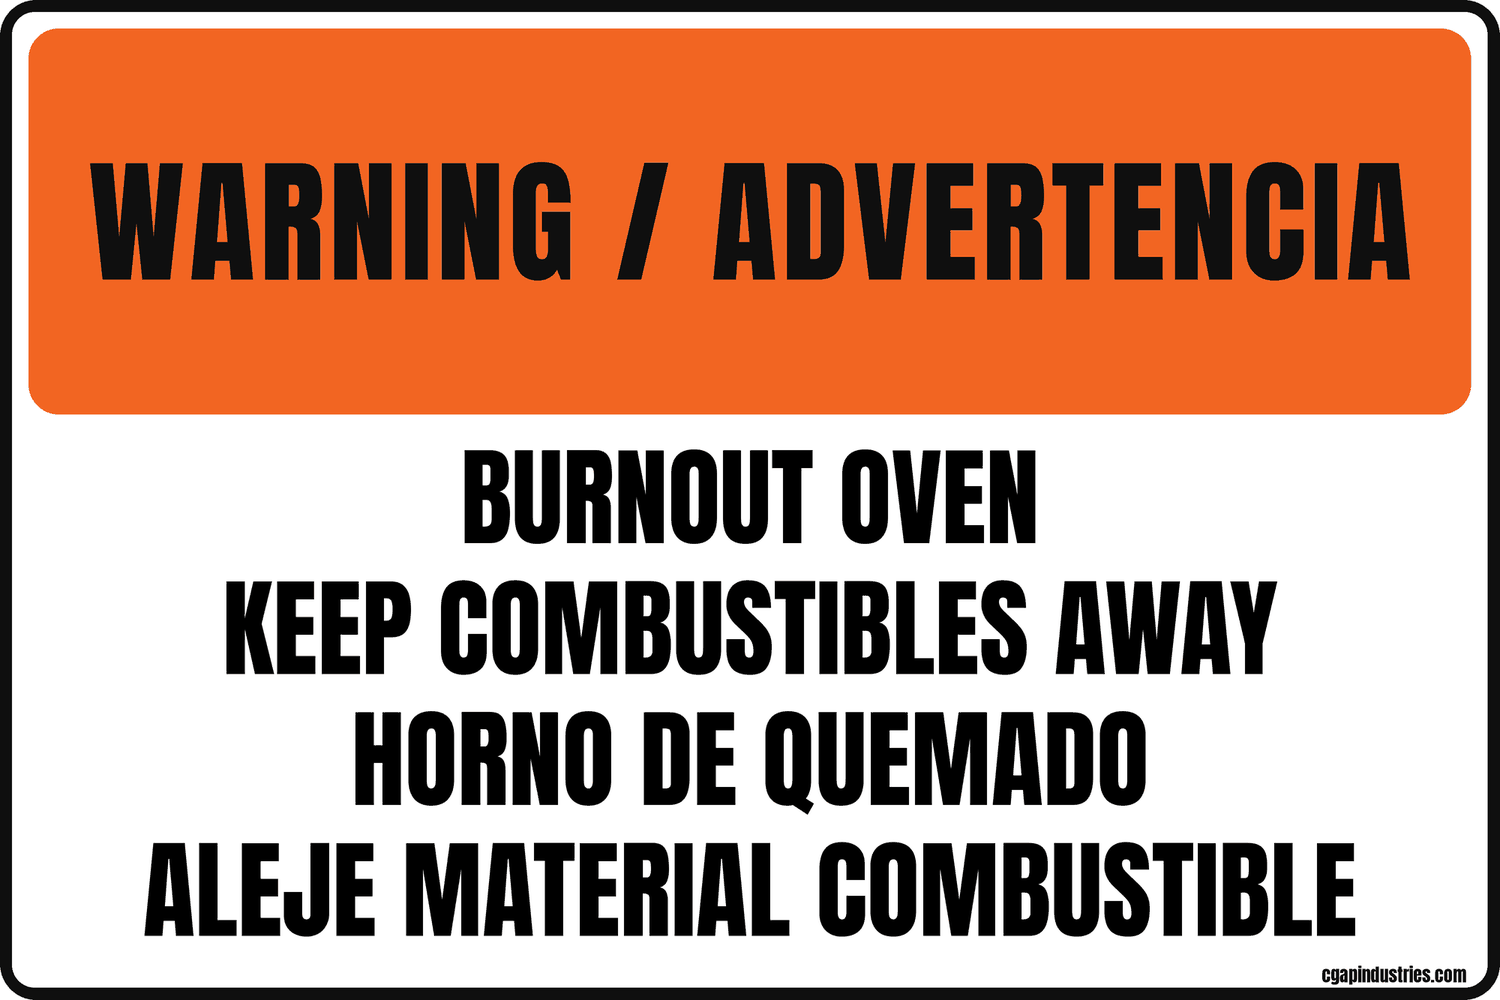 WARNING / ADVERTENCIA
BURNOUT OVEN
KEEP COMBUSTIBLES AWAY
HORNO DE QUEMADO
ALEJE MATERIAL COMBUSTIBLE
cgapindustries.com